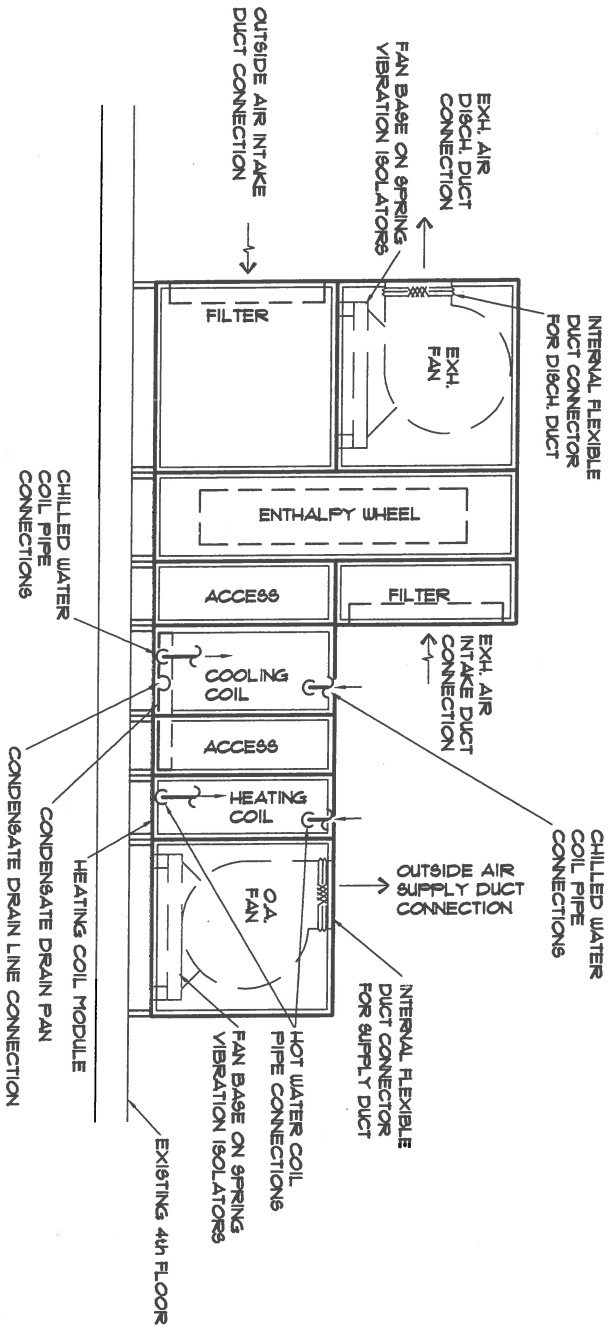 OUTSIDE AIR INTAKE
DUCT CONNECTION
FAN BASE ON SPRING
VIBRATION ISOLATORS
EXH. AIR
DISCH. DUCT
CONNECTION
INTERNAL FLEXIBLE
DUCT CONNECTOR
FOR DISCH. DUCT
FILTER
EXH.
FAN
ENTHALPY WHEEL
ACCESS
FILTER
EXH. AIR
INTAKE DUCT
CONNECTION
CHILLED WATER
COIL PIPE
CONNECTIONS
COOLING
COIL
ACCESS
HEATING
COIL
CHILLED WATER
COIL PIPE
CONNECTIONS
OUTSIDE AIR
SUPPLY DUCT
CONNECTION
O.A.
FAN
INTERNAL FLEXIBLE
DUCT CONNECTOR
FOR SUPPLY DUCT
HOT WATER COIL
PIPE CONNECTIONS
FAN BASE ON SPRING
VIBRATION ISOLATORS
HEATING COIL MODULE
CONDENSATE DRAIN PAN
CONDENSATE DRAIN LINE CONNECTION
EXISTING 4th FLOOR